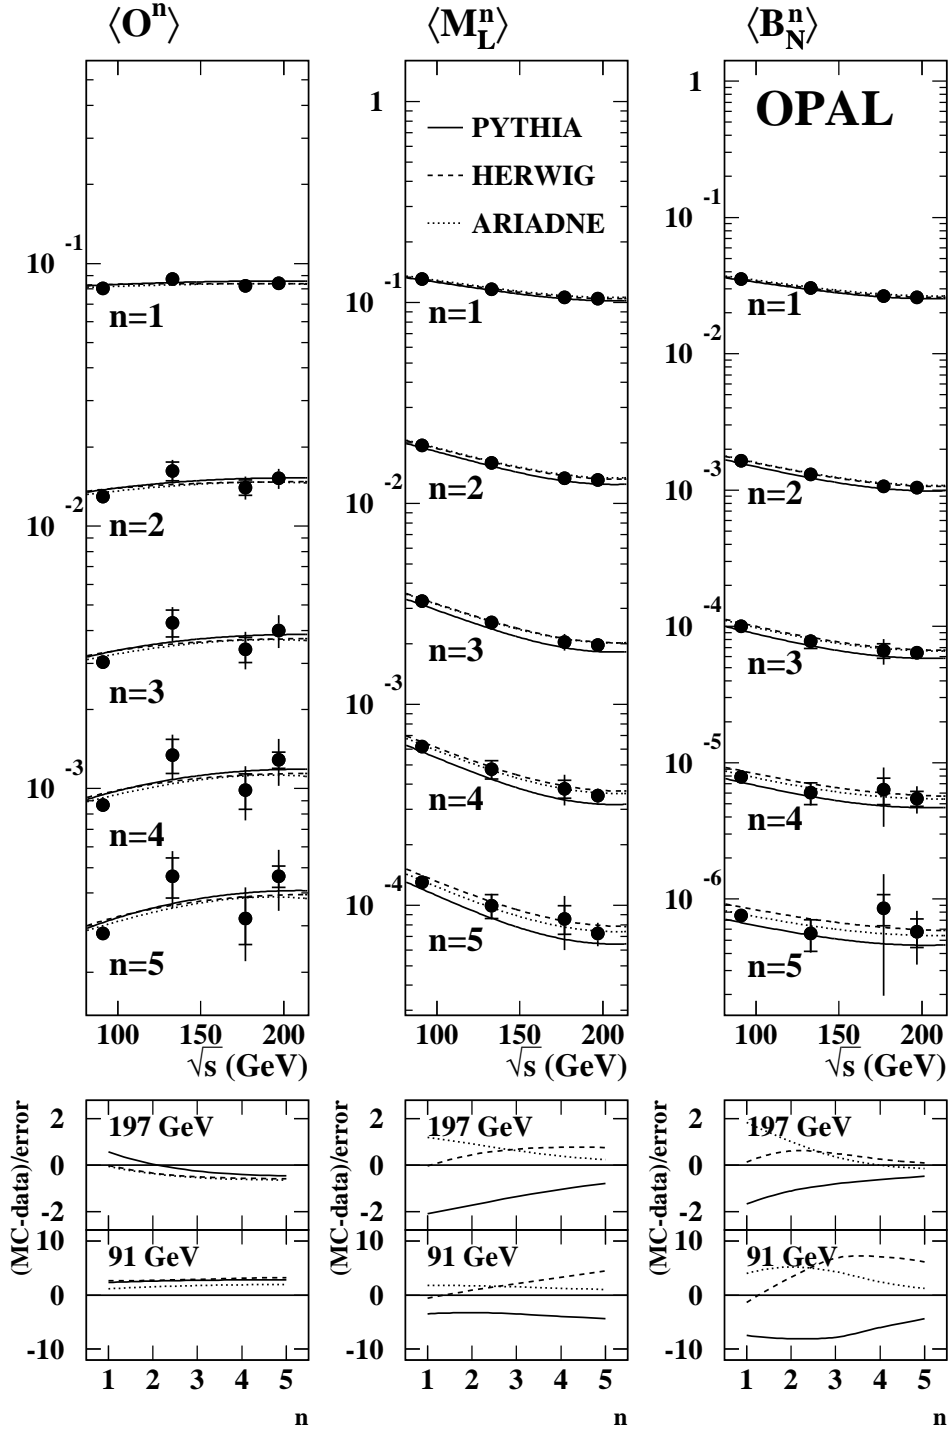 ⟨Oⁿ⟩ ⟨M_Lⁿ⟩ ⟨B_Nⁿ⟩
OPAL
PYTHIA
HERWIG
ARIADNE
10⁻¹
10⁻²
10⁻³
n=1
n=2
n=3
n=4
n=5
100 150 200
√s (GeV)
1
10⁻¹
10⁻²
10⁻³
10⁻⁴
n=1
n=2
n=3
n=4
n=5
100 150 200
√s (GeV)
1
10⁻¹
10⁻²
10⁻³
10⁻⁴
10⁻⁵
10⁻⁶
n=1
n=2
n=3
n=4
n=5
100 150 200
√s (GeV)
(MC-data)/error
2
0
-2
197 GeV
10
0
-10
91 GeV
1 2 3 4 5
n
(MC-data)/error
2
0
-2
197 GeV
10
0
-10
91 GeV
1 2 3 4 5
n
(MC-data)/error
2
0
-2
197 GeV
10
0
-10
91 GeV
1 2 3 4 5
n